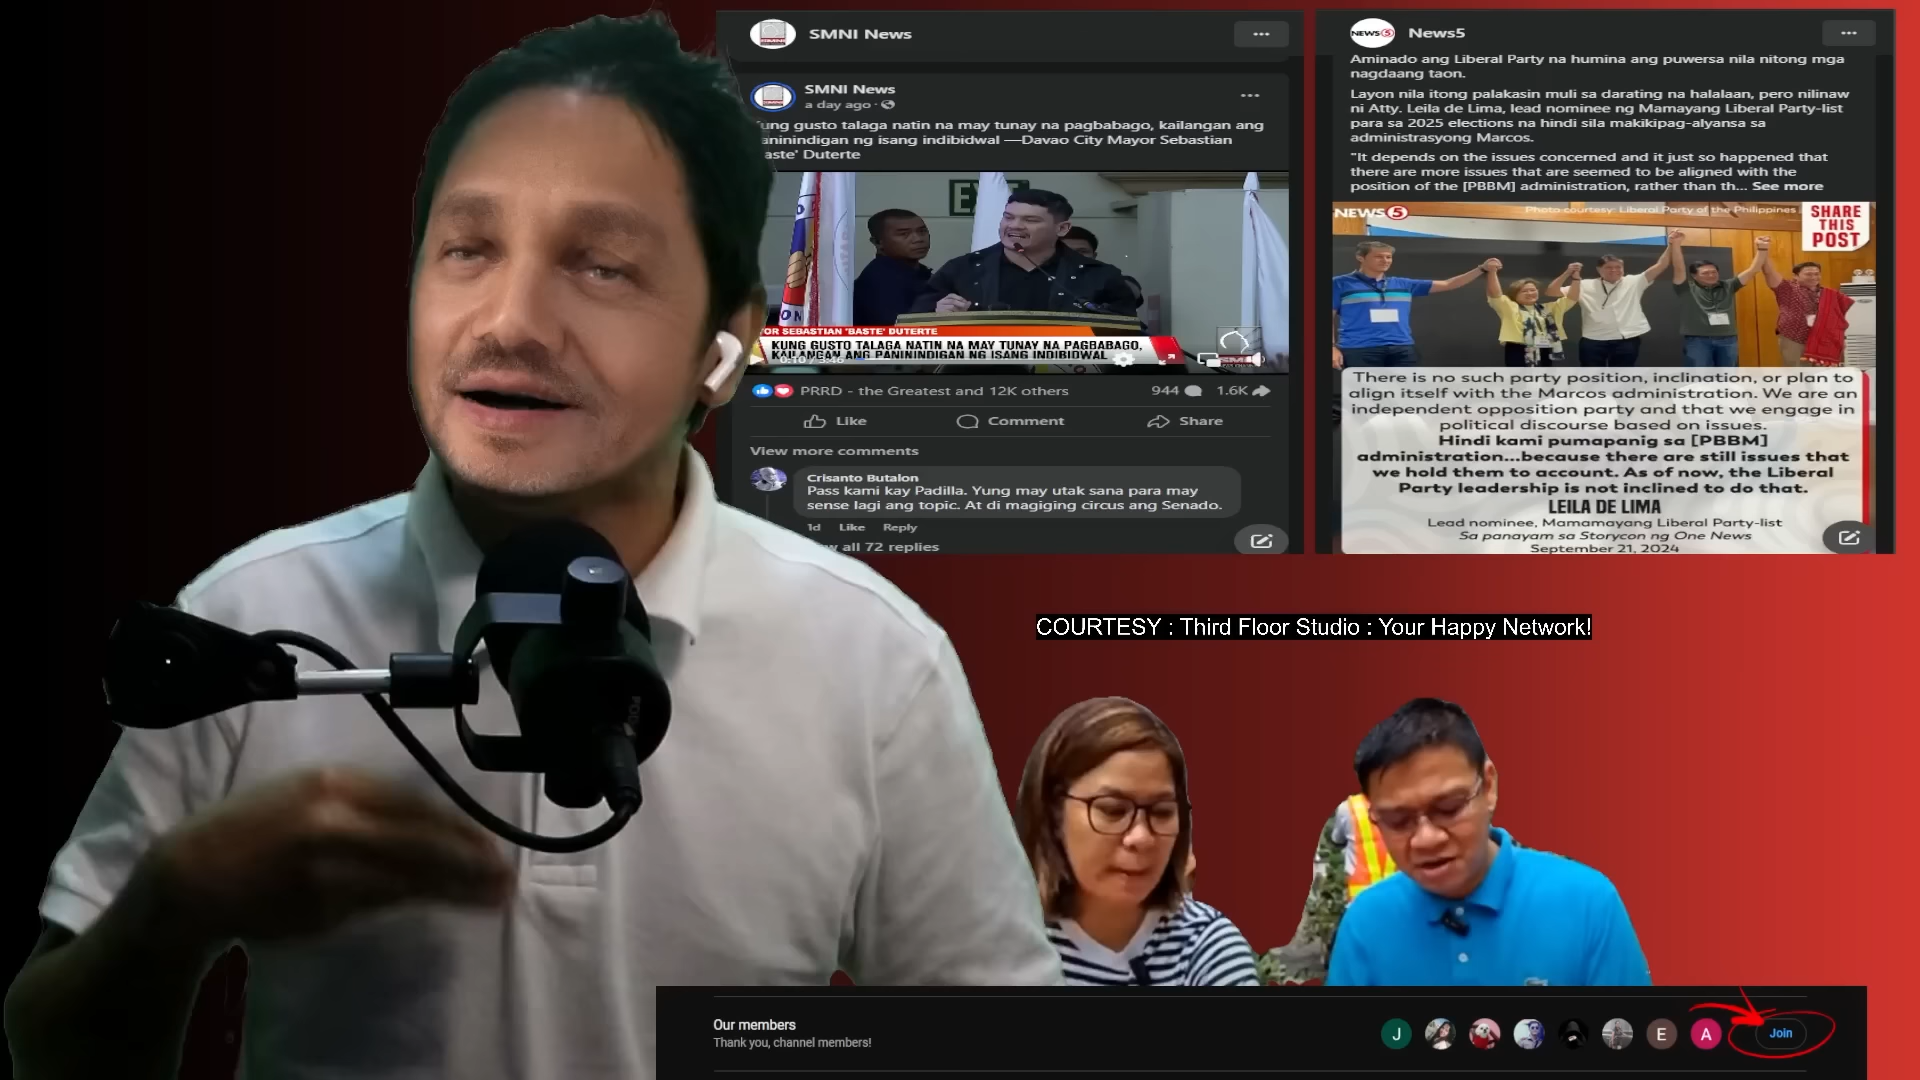 SMNI News
SMNI News
a day ago
ung gusto talaga natin na may tunay na pagbabago, kailangan ang
aninindigan ng isang indibidwal —Davao City Mayor Sebastian
aste' Duterte
EXIT
OR SEBASTIAN 'BASTE' DUTERTE
KUNG GUSTO TALAGA NATIN NA MAY TUNAY NA PAGBABAGO,
KAILANGAN ANG PANININDIGAN NG ISANG INDIBIDWAL
PRRD - the Greatest and 12K others
944
1.6K
Like
Comment
Share
View more comments
Crisanto Butalon
Pass kami kay Padilla. Yung may utak sana para may
sense lagi ang topic. At di magiging circus ang Senado.
1d Like Reply
w all 72 replies
NEWS5
News5
Aminado ang Liberal Party na humina ang puwersa nila nitong mga
nagdaang taon.
Layon nila itong palakasin muli sa darating na halalaan, pero nilinaw
ni Atty. Leila de Lima, lead nominee ng Mamayang Liberal Party-list
para sa 2025 elections na hindi sila makikipag-alyansa sa
administrasyong Marcos.
"It depends on the issues concerned and it just so happened that
there are more issues that are seemed to be aligned with the
position of the [PBBM] administration, rather than th... See more
NEWS5
Photo courtesy: Liberal Party of the Philippines
SHARE
THIS
POST
There is no such party position, inclination, or plan to
align itself with the Marcos administration. We are an
independent opposition party and that we engage in
political discourse based on issues.
Hindi kami pumapanig sa [PBBM]
administration...because there are still issues that
we hold them to account. As of now, the Liberal
Party leadership is not inclined to do that.
LEILA DE LIMA
Lead nominee, Mamamayang Liberal Party-list
Sa panayam sa Storycon ng One News
September 21, 2024
COURTESY : Third Floor Studio : Your Happy Network!
Our members
Thank you, channel members!
J
E
A
Join